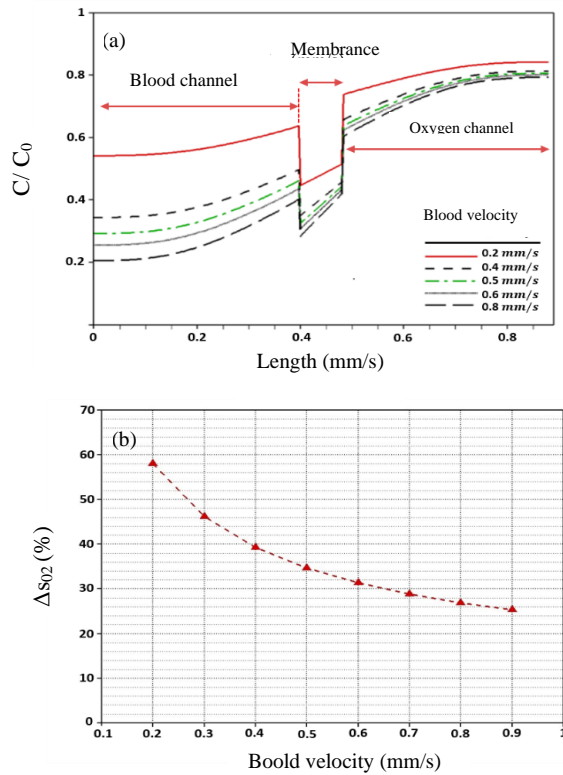 (a)
Membrance
Blood channel
Oxygen channel
C/ C0
1
0.8
0.6
0.4
0.2
Blood velocity
0.2 mm/s
0.4 mm/s
0.5 mm/s
0.6 mm/s
0.8 mm/s
0 0.2 0.4 0.6 0.8
Length (mm/s)
(b)
Δs02 (%)
70
60
50
40
30
20
10
0
0.1 0.2 0.3 0.4 0.5 0.6 0.7 0.8 0.9 1
Boold velocity (mm/s)